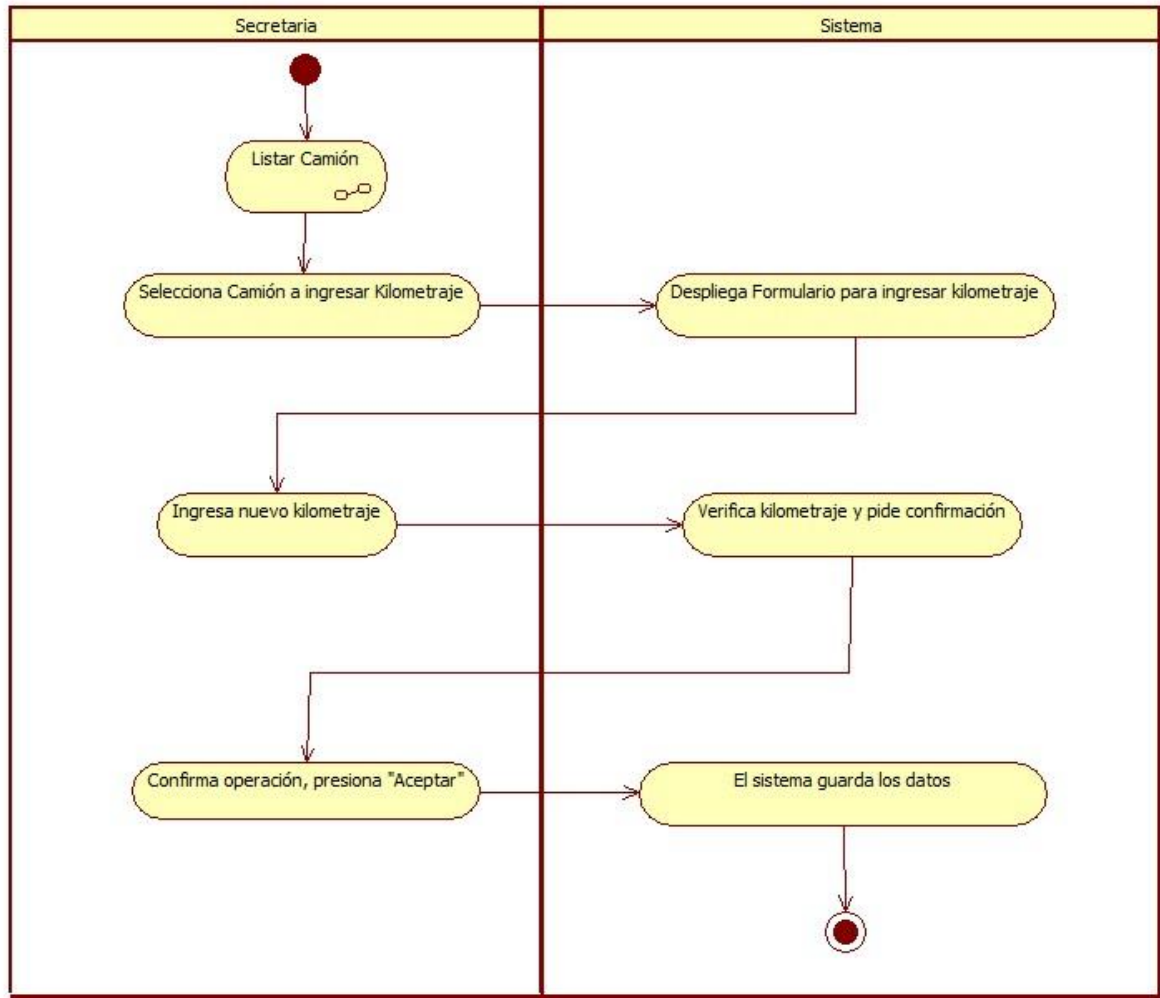 Secretaria
Sistema
Listar Camión
Selecciona Camión a ingresar Kilometraje
Despliega Formulario para ingresar kilometraje
Ingresa nuevo kilometraje
Verifica kilometraje y pide confirmación
Confirma operación, presiona "Aceptar"
El sistema guarda los datos